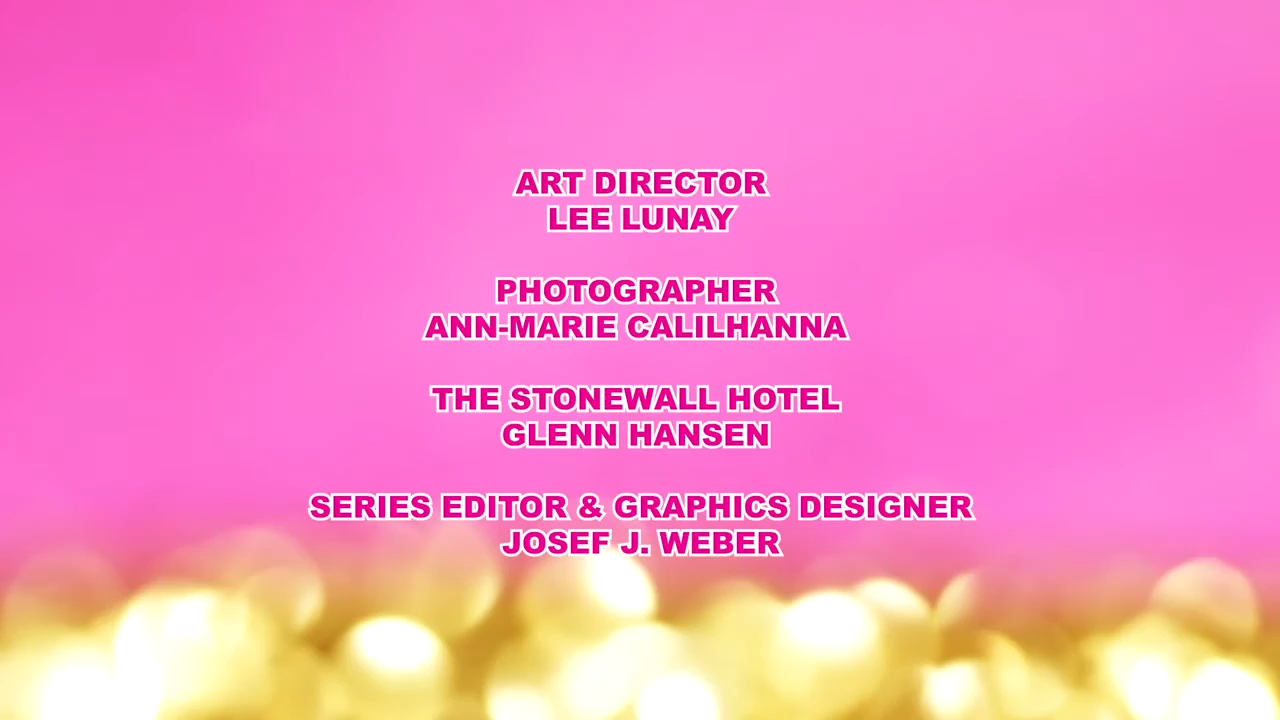 ART DIRECTOR
LEE LUNAY
PHOTOGRAPHER
ANN-MARIE CALILHANNA
THE STONEWALL HOTEL
GLENN HANSEN
SERIES EDITOR & GRAPHICS DESIGNER
JOSEF J. WEBER